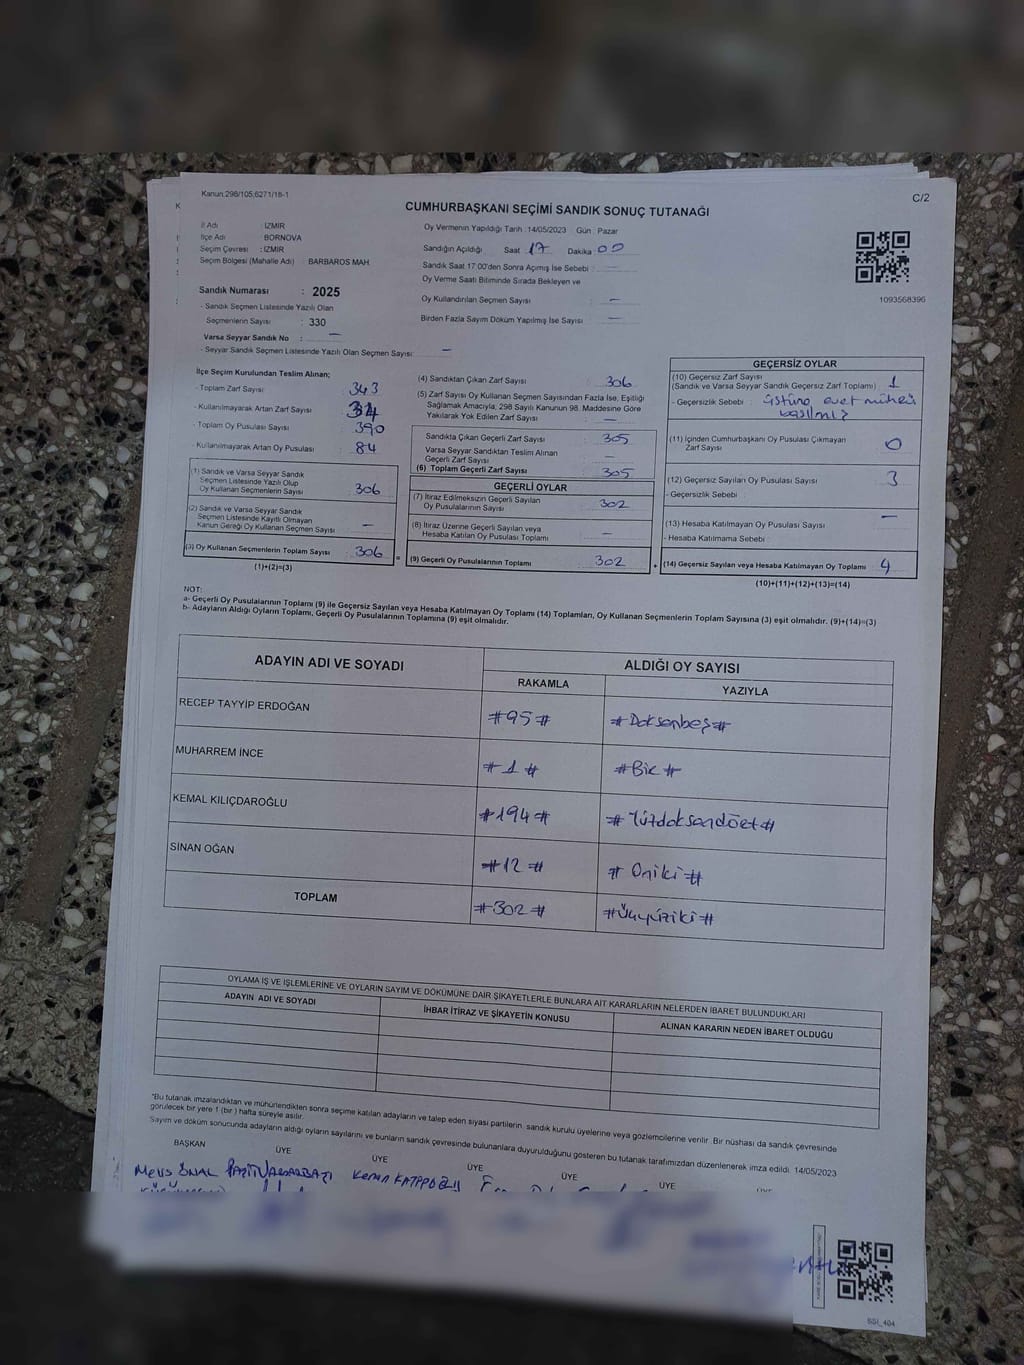 Kanun:298/105;6271/18-1
C/2
CUMHURBAŞKANI SEÇİMİ SANDIK SONUÇ TUTANAĞI
İl Adı : İZMİR
İlçe Adı : BORNOVA
Seçim Çevresi : İZMİR
Seçim Bölgesi (Mahalle Adı) : BARBAROS MAH.
Sandık Numarası : 2025
- Sandık Seçmen Listesinde Yazılı Olan
Seçmenlerin Sayısı : 330
Varsa Seyyar Sandık No : —
- Seyyar Sandık Seçmen Listesinde Yazılı Olan Seçmen Sayısı: —
Oy Vermenin Yapıldığı Tarih :14/05/2023 Gün : Pazar
Sandığın Açıldığı Saat 17 Dakika 00
Sandık Saat 17:00'den Sonra Açılmış İse Sebebi : —
Oy Verme Saati Bitiminde Sırada Bekleyen ve
Oy Kullandırılan Seçmen Sayısı : —
Birden Fazla Sayım Döküm Yapılmış İse Sayısı : —
1093568396
İlçe Seçim Kurulundan Teslim Alınan;
- Toplam Zarf Sayısı : 343
- Kullanılmayarak Artan Zarf Sayısı
- Toplam Oy Pusulası Sayısı : 390
- Kullanılmayarak Artan Oy Pusulası : 84
(1) Sandık ve Varsa Seyyar Sandık
Seçmen Listesinde Yazılı Olup
Oy Kullanan Seçmenlerin Sayısı : 306
(2) Sandık ve Varsa Seyyar Sandık
Seçmen Listesinde Kayıtlı Olmayan
Kanun Gereği Oy Kullanan Seçmen Sayısı : —
(3) Oy Kullanan Seçmenlerin Toplam Sayısı : 306
(1)+(2)=(3)
(4) Sandıktan Çıkan Zarf Sayısı : 306
(5) Zarf Sayısı Oy Kullanan Seçmen Sayısından Fazla İse, Eşitliği
Sağlamak Amacıyla; 298 Sayılı Kanunun 98. Maddesine Göre
Yakılarak Yok Edilen Zarf Sayısı : —
Sandıkta Çıkan Geçerli Zarf Sayısı : 305
Varsa Seyyar Sandıktan Teslim Alınan
Geçerli Zarf Sayısı : —
(6) Toplam Geçerli Zarf Sayısı : 305
GEÇERLİ OYLAR
(7) İtiraz Edilmeksizin Geçerli Sayılan
Oy Pusulalarının Sayısı : 302
(8) İtiraz Üzerine Geçerli Sayılan veya
Hesaba Katılan Oy Pusulası Toplamı : —
= (9) Geçerli Oy Pusulalarının Toplamı : 302 +
GEÇERSİZ OYLAR
(10) Geçersiz Zarf Sayısı
(Sandık ve Varsa Seyyar Sandık Geçersiz Zarf Toplamı) : 1
- Geçersizlik Sebebi : üstüne evet mührü
basılmış
(11) İçinden Cumhurbaşkanı Oy Pusulası Çıkmayan
Zarf Sayısı : 0
(12) Geçersiz Sayılan Oy Pusulası Sayısı : 3
- Geçersizlik Sebebi :
(13) Hesaba Katılmayan Oy Pusulası Sayısı : —
- Hesaba Katılmama Sebebi :
(14) Geçersiz Sayılan veya Hesaba Katılmayan Oy Toplamı : 4
(10)+(11)+(12)+(13)=(14)
NOT:
a- Geçerli Oy Pusulalarının Toplamı (9) ile Geçersiz Sayılan veya Hesaba Katılmayan Oy Toplamı (14) Toplamları, Oy Kullanan Seçmenlerin Toplam Sayısına (3) eşit olmalıdır. (9)+(14)=(3)
b- Adayların Aldığı Oyların Toplamı, Geçerli Oy Pusulalarının Toplamına (9) eşit olmalıdır.
ADAYIN ADI VE SOYADI ALDIĞI OY SAYISI
RAKAMLA YAZIYLA
RECEP TAYYİP ERDOĞAN #95# #Doksanbeş#
MUHARREM İNCE #1# #Bir#
KEMAL KILIÇDAROĞLU #194# #Yüzdoksandört#
SİNAN OĞAN #12# #Oniki#
TOPLAM #302# #Üçyüziki#
OYLAMA İŞ VE İŞLEMLERİNE VE OYLARIN SAYIM VE DÖKÜMÜNE DAİR ŞİKAYETLERLE BUNLARA AİT KARARLARIN NELERDEN İBARET BULUNDUKLARI
ADAYIN ADI VE SOYADI İHBAR İTİRAZ VE ŞİKAYETİN KONUSU ALINAN KARARIN NEDEN İBARET OLDUĞU
*Bu tutanak imzalandıktan ve mühürlendikten sonra seçime katılan adayların ve talep eden siyasi partilerin, sandık kurulu üyelerine veya gözlemcilerine verilir. Bir nüshası da sandık çevresinde
görülecek bir yere 1 (bir) hafta süreyle asılır.
Sayım ve döküm sonucunda adayların aldığı oyların sayılarını ve bunların sandık çevresinde bulunanlara duyurulduğunu gösteren bu tutanak tarafımızdan düzenlenerek imza edildi. 14/05/2023
BAŞKAN ÜYE ÜYE ÜYE ÜYE ÜYE
SSİ_404